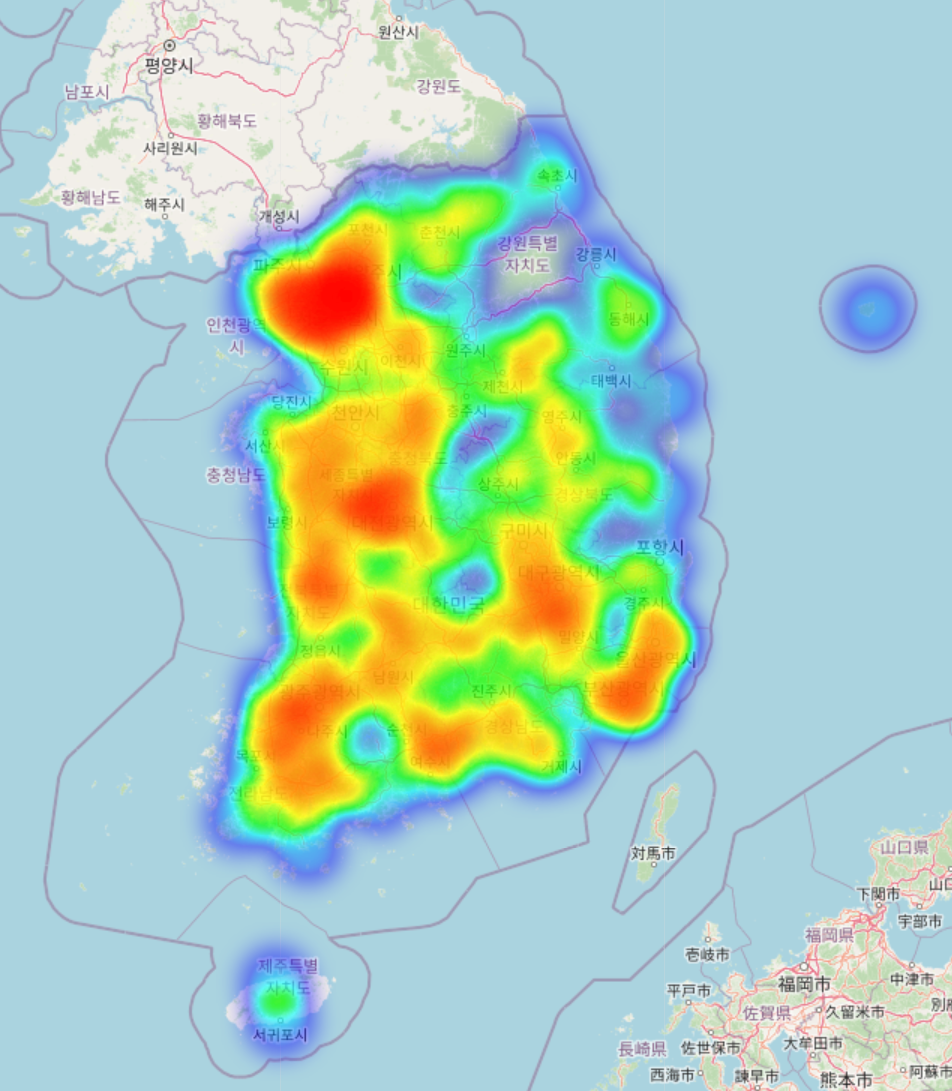 원산시
평양시
강원도
남포시
황해북도
사리원시
속초시
황해남도
해주시
개성시
포천시
춘천시
강원특별
자치도
강릉시
파주시
동해시
인천광역
시
수원시
이천시
원주시
제천시
태백시
당진시
천안시
충주시
영주시
서산시
충청북도
안동시
충청남도
세종특별
상주시
경상북도
보령시
대전광역시
구미시
포항시
대구광역시
대한민국
경주시
자치도
밀양시
정읍시
울산광역시
남원시
광주광역시
진주시
부산광역시
나주시
순천시
경상남도
목포시
여수시
거제시
전라남도
対馬市
山口県
下関市
宇部市
福岡県
壱岐市
제주특별
자치도
福岡市
中津市
平戸市
佐賀県
久留米市
서귀포시
長崎県
佐世保市
大牟田市
西海市
諫早市
熊本市
阿蘇市